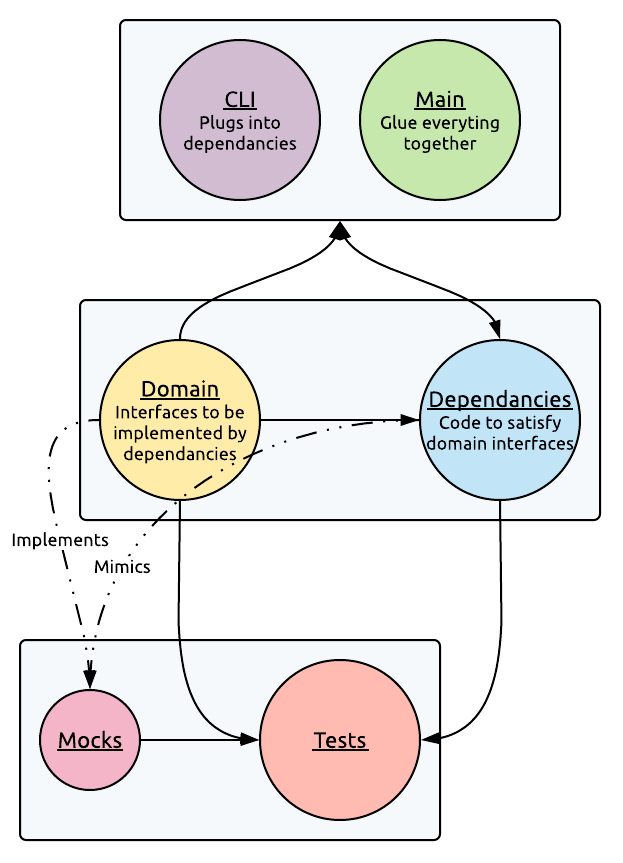 CLI
Plugs into
dependancies
Main
Glue everyting
together
Domain
Interfaces to be
implemented by
dependancies
Dependancies
Code to satisfy
domain interfaces
Implements
Mimics
Mocks
Tests